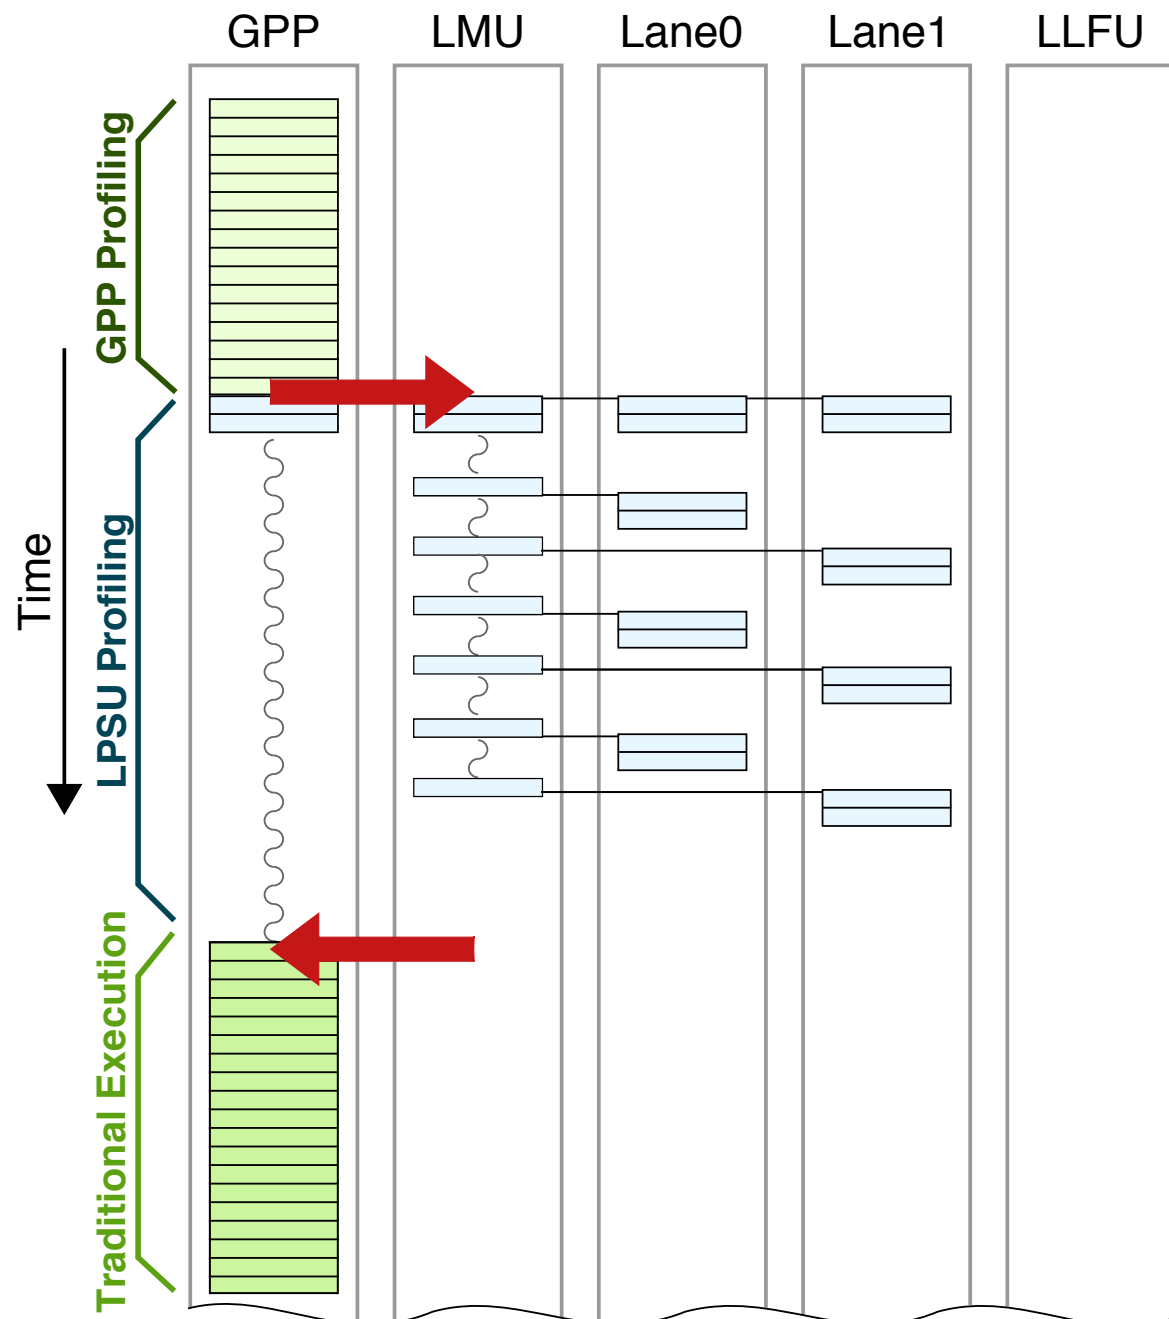 GPP LMU Lane0 Lane1 LLFU
GPP Profiling
Time
LPSU Profiling
Traditional Execution